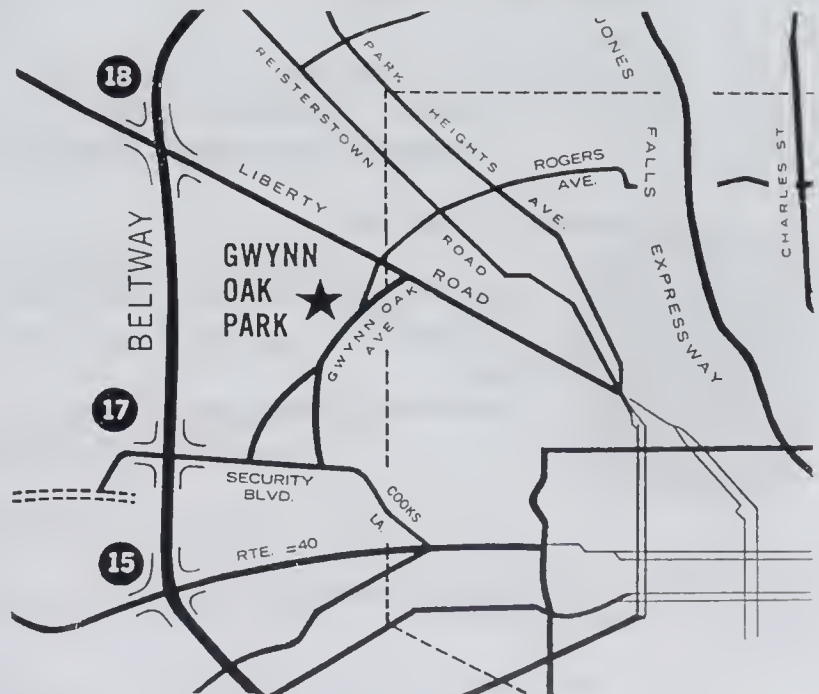 18
BELTWAY
17
15
REISTERSTOWN
ROAD
PARK
HEIGHTS
AVE.
ROGERS
AVE.
JONES
FALLS
EXPRESSWAY
CHARLES ST
LIBERTY
ROAD
GWYNN
OAK
PARK
GWYNN OAK
AVE
SECURITY
BLVD.
COOKS
LA.
RTE. =40